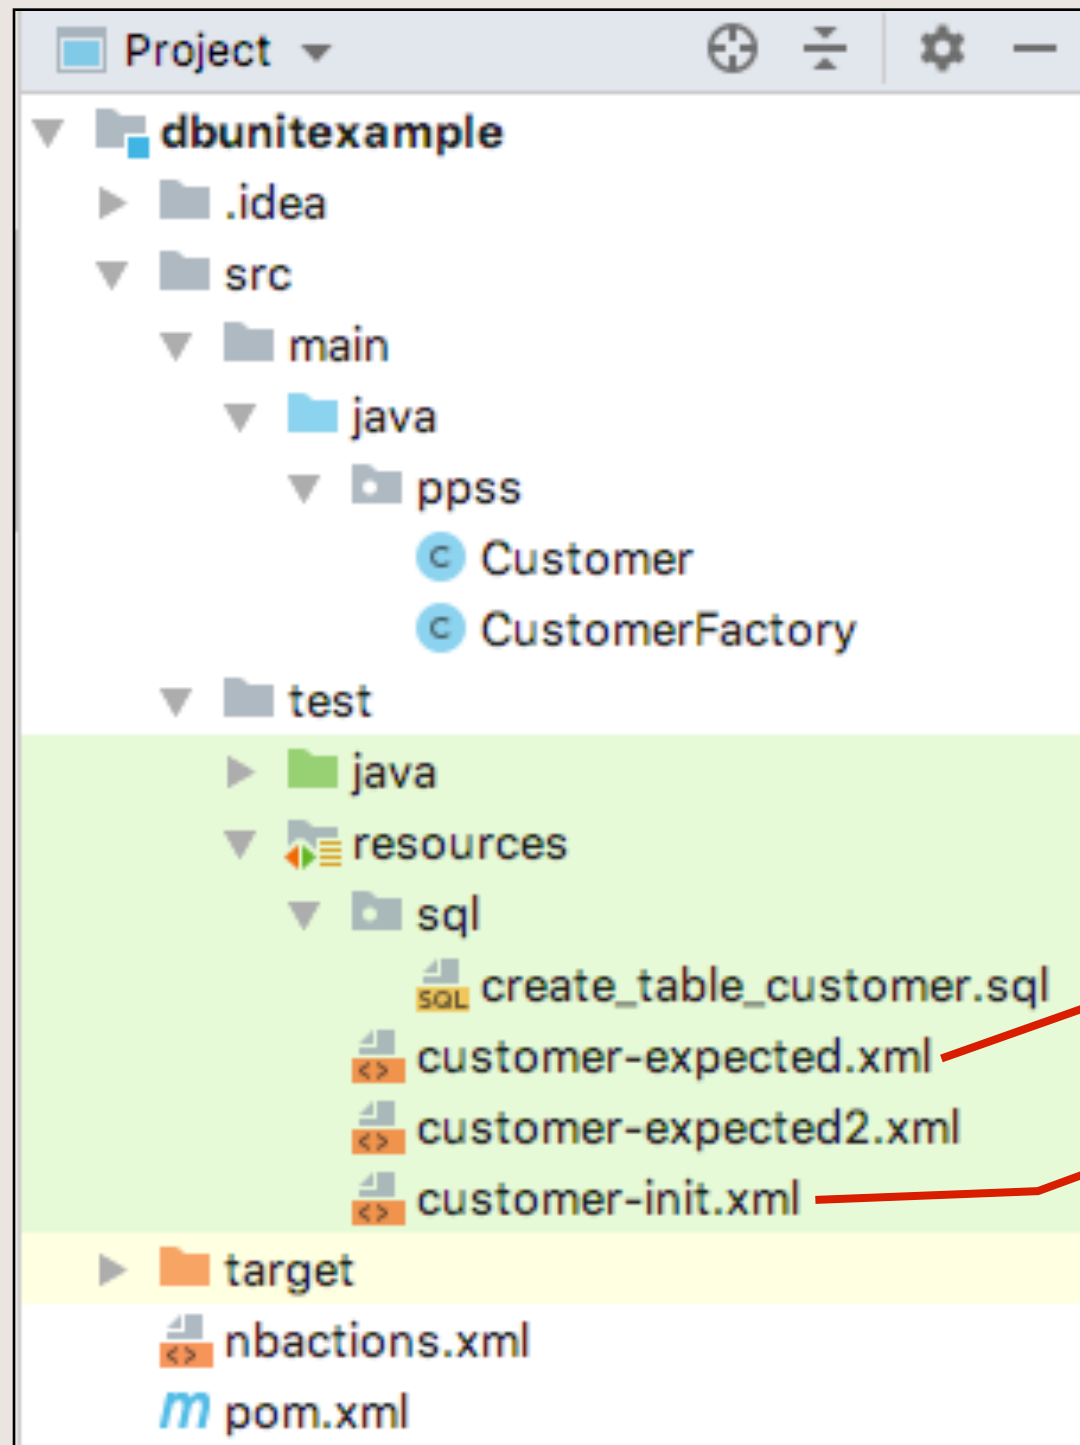 Project
dbunitexample
.idea
src
main
java
ppss
C Customer
C CustomerFactory
test
java
resources
sql
SQL create_table_customer.sql
<> customer-expected.xml
<> customer-expected2.xml
<> customer-init.xml
target
<> nbactions.xml
m pom.xml